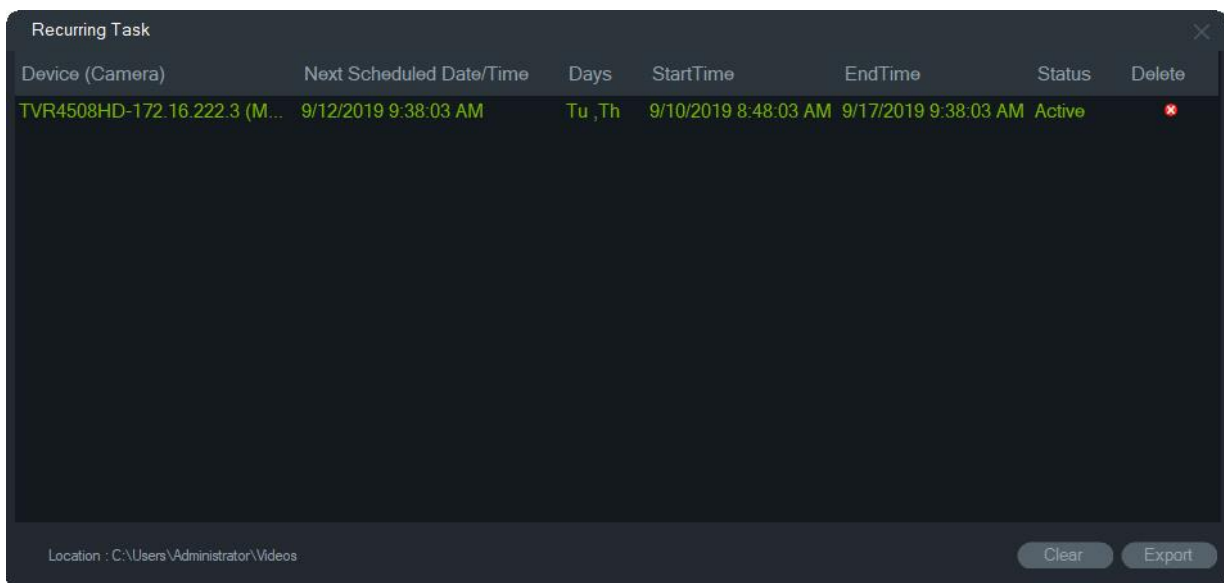 Recurring Task
Device (Camera) Next Scheduled Date/Time Days StartTime EndTime Status Delete
TVR4508HD-172.16.222.3 (M... 9/12/2019 9:38:03 AM Tu ,Th 9/10/2019 8:48:03 AM 9/17/2019 9:38:03 AM Active
Location : C:\Users\Administrator\Videos Clear Export